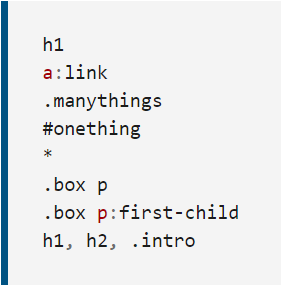 h1
a:link
.manythings
#onething
*
.box p
.box p:first-child
h1, h2, .intro